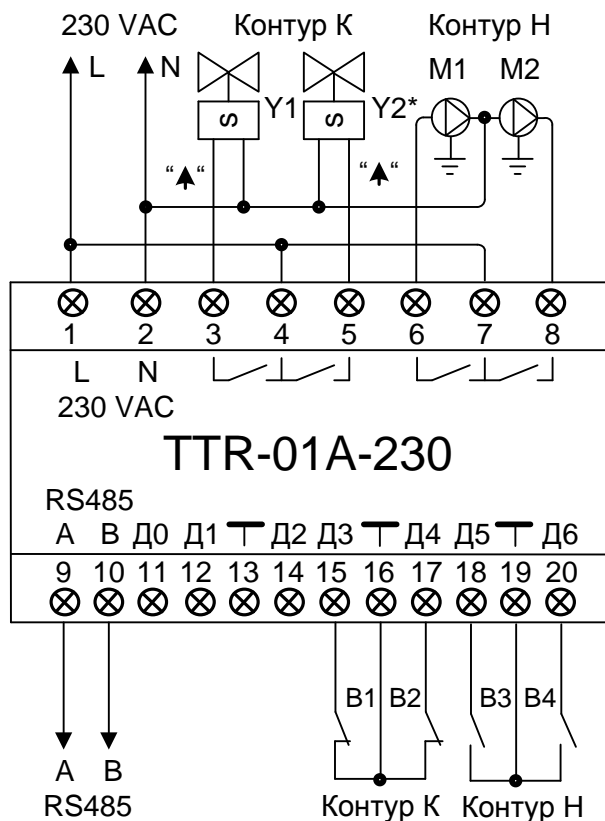 230 VAC Контур К Контур Н
L N M1 M2
S Y1 S Y2*
“ “ “ “
1 2 3 4 5 6 7 8
L N
230 VAC
TTR-01A-230
RS485
A B Д0 Д1 Д2 Д3 Д4 Д5 Д6
9 10 11 12 13 14 15 16 17 18 19 20
B1 B2 B3 B4
A B
RS485 Контур К Контур Н